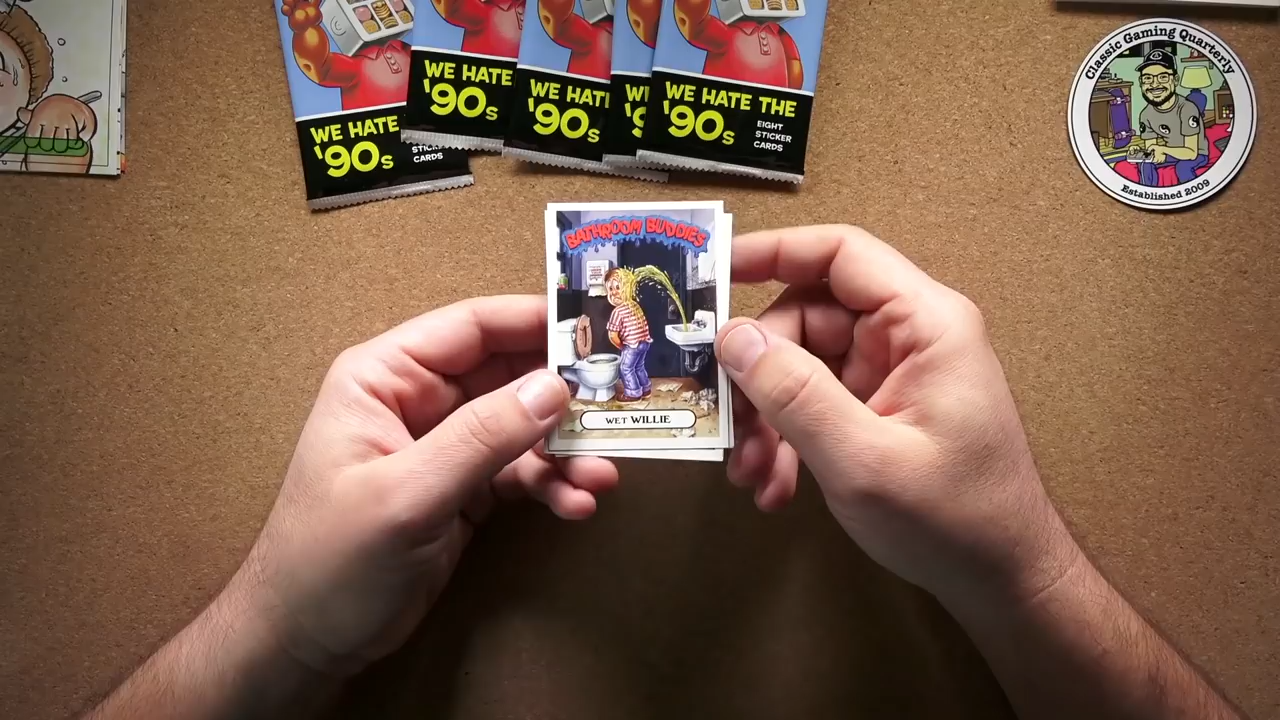 WE HATE
'90s
STICK
CARDS
WE HATE
'90s
WE HAT
'90s
WE HATE THE
'90s
EIGHT
STICKER
CARDS
Classic Gaming Quarterly
Established 2009
BATHROOM BUDDIES
WET WILLIE